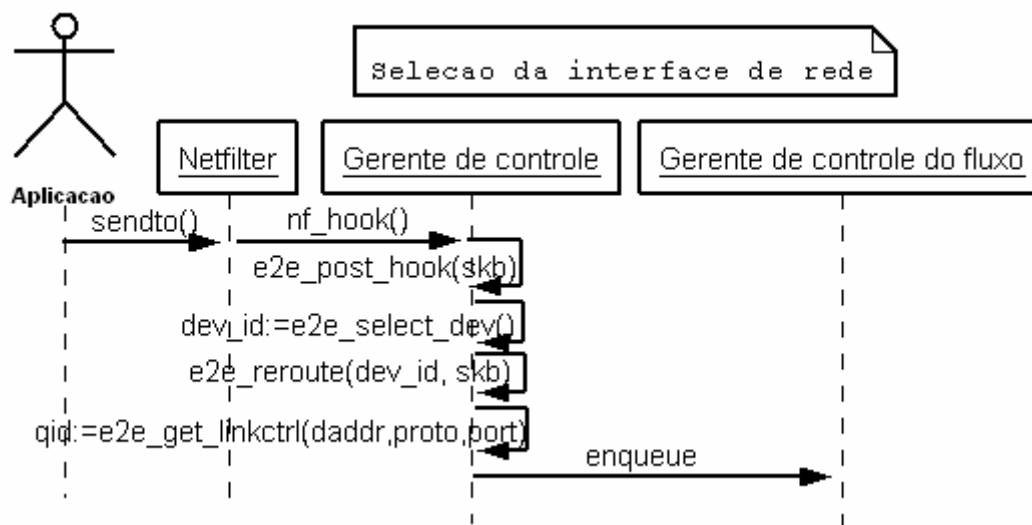 Selecao da interface de rede
Netfilter
Gerente de controle
Gerente de controle do fluxo
Aplicacao
sendto()
nf_hook()
e2e_post_hook(skb)
dev_id:=e2e_select_dev()
e2e_reroute(dev_id, skb)
qid:=e2e_get_linkctrl(daddr,proto,port)
enqueue